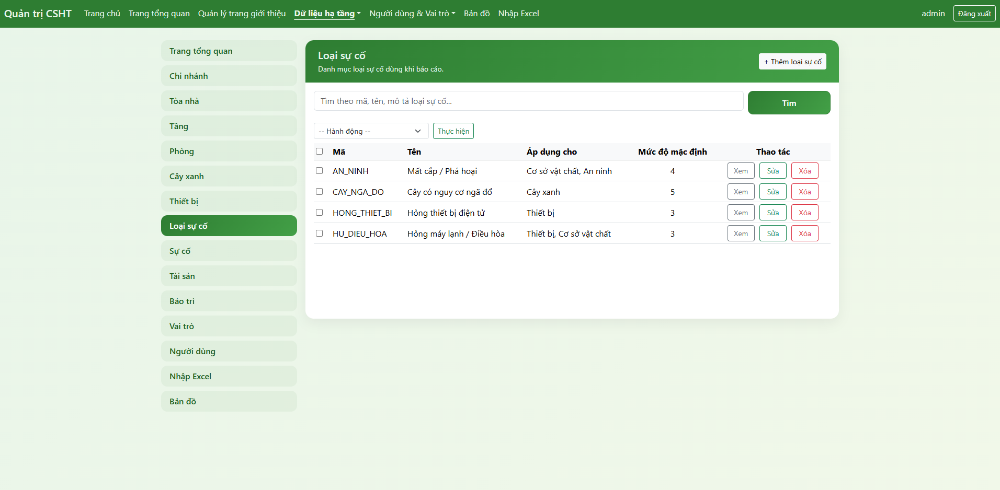 Quản trị CSHT Trang chủ Trang tổng quan Quản lý trang giới thiệu Dữ liệu hạ tầng Người dùng & Vai trò Bản đồ Nhập Excel admin Đăng xuất
Trang tổng quan
Chi nhánh
Tòa nhà
Tầng
Phòng
Cây xanh
Thiết bị
Loại sự cố
Sự cố
Tài sản
Bảo trì
Vai trò
Người dùng
Nhập Excel
Bản đồ
Loại sự cố
Danh mục loại sự cố dùng khi báo cáo.
+ Thêm loại sự cố
Tìm theo mã, tên, mô tả loại sự cố... Tìm
-- Hành động -- Thực hiện
Mã Tên Áp dụng cho Mức độ mặc định Thao tác
AN_NINH Mất cắp / Phá hoại Cơ sở vật chất, An ninh 4 Xem Sửa Xóa
CAY_NGA_DO Cây có nguy cơ ngã đổ Cây xanh 5 Xem Sửa Xóa
HONG_THIET_BI Hỏng thiết bị điện tử Thiết bị 3 Xem Sửa Xóa
HU_DIEU_HOA Hỏng máy lạnh / Điều hòa Thiết bị, Cơ sở vật chất 3 Xem Sửa Xóa